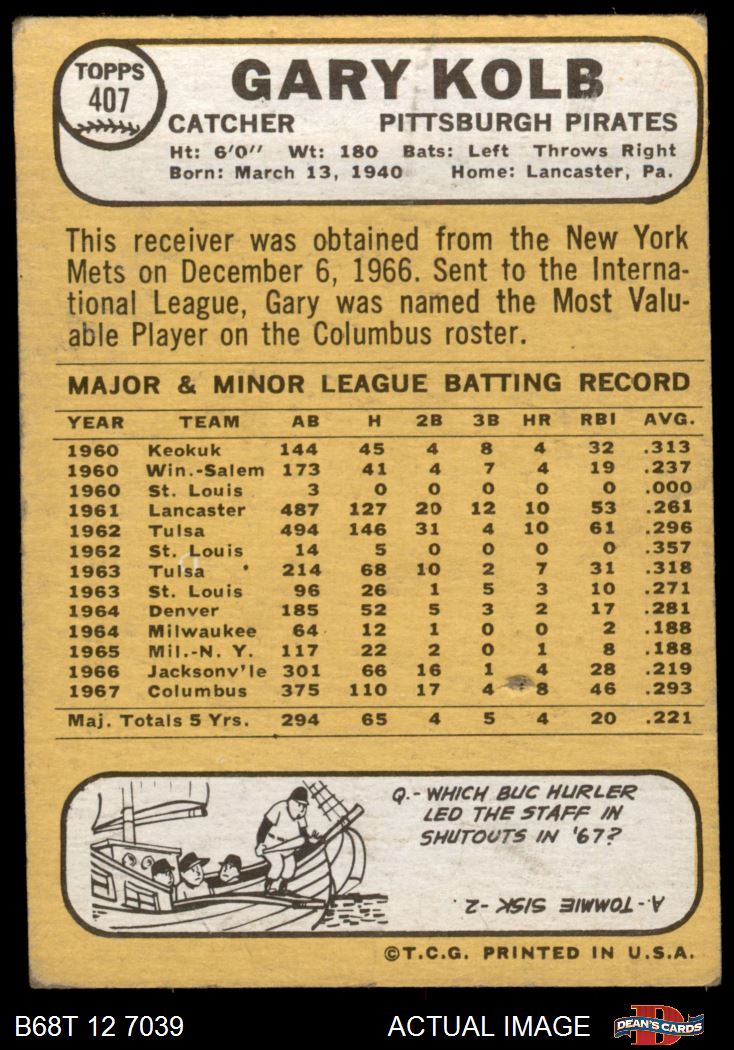 TOPPS
407
GARY KOLB
CATCHER PITTSBURGH PIRATES
Ht: 6'0" Wt: 180 Bats: Left Throws Right
Born: March 13, 1940 Home: Lancaster, Pa.
This receiver was obtained from the New York
Mets on December 6, 1966. Sent to the Interna-
tional League, Gary was named the Most Valu-
able Player on the Columbus roster.
MAJOR & MINOR LEAGUE BATTING RECORD
YEAR TEAM AB H 2B 3B HR RBI AVG.
1960 Keokuk 144 45 4 8 4 32 .313
1960 Win.-Salem 173 41 4 7 4 19 .237
1960 St. Louis 3 0 0 0 0 0 .000
1961 Lancaster 487 127 20 12 10 53 .261
1962 Tulsa 494 146 31 4 10 61 .296
1962 St. Louis 14 5 0 0 0 0 .357
1963 Tulsa 214 68 10 2 7 31 .318
1963 St. Louis 96 26 1 5 3 10 .271
1964 Denver 185 52 5 3 2 17 .281
1964 Milwaukee 64 12 1 0 0 2 .188
1965 Mil.-N. Y. 117 22 2 0 1 8 .188
1966 Jacksonv'le 301 66 16 1 4 28 .219
1967 Columbus 375 110 17 4 8 46 .293
Maj. Totals 5 Yrs. 294 65 4 5 4 20 .221
Q.- WHICH BUC HURLER
LED THE STAFF IN
SHUTOUTS IN '67?
A.- TOMMIE SISK -2.
©T.C.G. PRINTED IN U.S.A.
B68T 12 7039 ACTUAL IMAGE DEAN'S CARDS